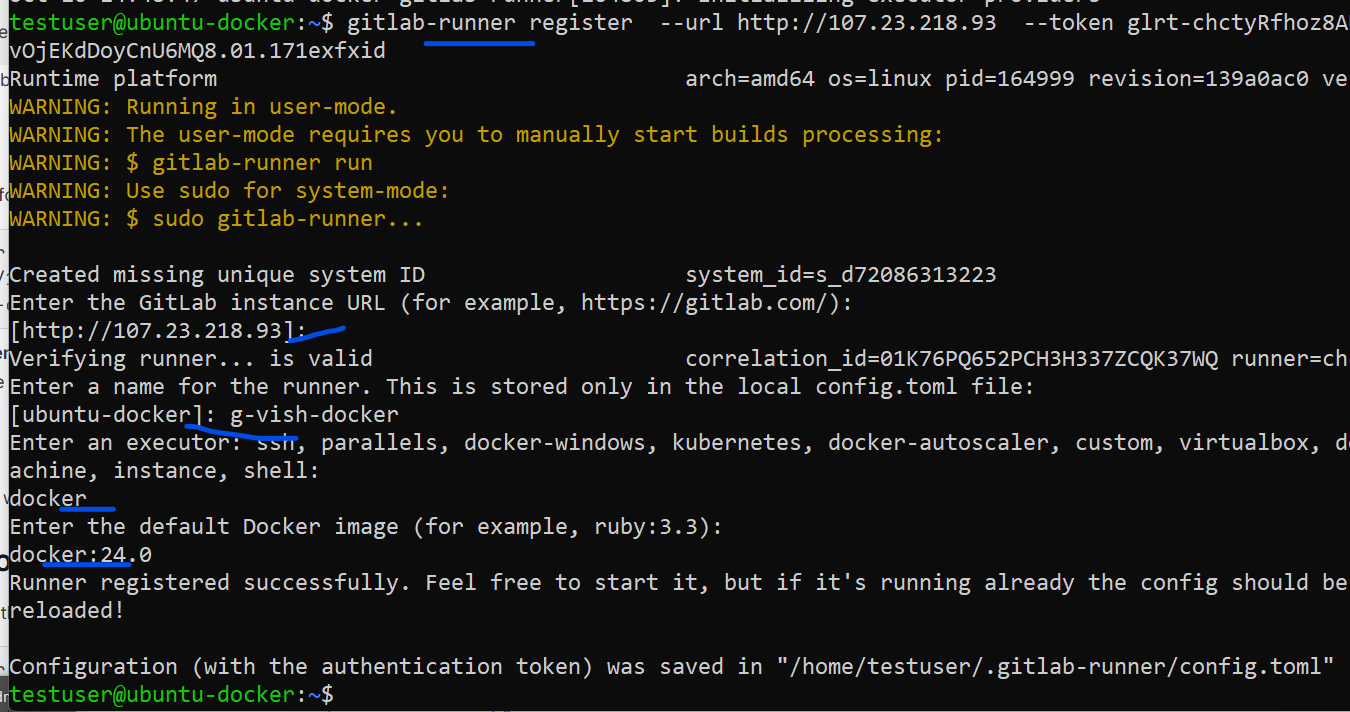 testuser@ubuntu-docker:~$ gitlab-runner register  --url http://107.23.218.93  --token glrt-chctyRfhoz8A
vOjEKdDoyCnU6MQ8.01.171exfxid
Runtime platform                                    arch=amd64 os=linux pid=164999 revision=139a0ac0 ve
WARNING: Running in user-mode.
WARNING: The user-mode requires you to manually start builds processing:
WARNING: $ gitlab-runner run
WARNING: Use sudo for system-mode:
WARNING: $ sudo gitlab-runner...
Created missing unique system ID                    system_id=s_d72086313223
Enter the GitLab instance URL (for example, https://gitlab.com/):
[http://107.23.218.93]:
Verifying runner... is valid                        correlation_id=01K76PQ652PCH3H337ZCQK37WQ runner=ch
Enter a name for the runner. This is stored only in the local config.toml file:
[ubuntu-docker]: g-vish-docker
Enter an executor: ssh, parallels, docker-windows, kubernetes, docker-autoscaler, custom, virtualbox, do
achine, instance, shell:
docker
Enter the default Docker image (for example, ruby:3.3):
docker:24.0
Runner registered successfully. Feel free to start it, but if it's running already the config should be
reloaded!
Configuration (with the authentication token) was saved in "/home/testuser/.gitlab-runner/config.toml"
testuser@ubuntu-docker:~$